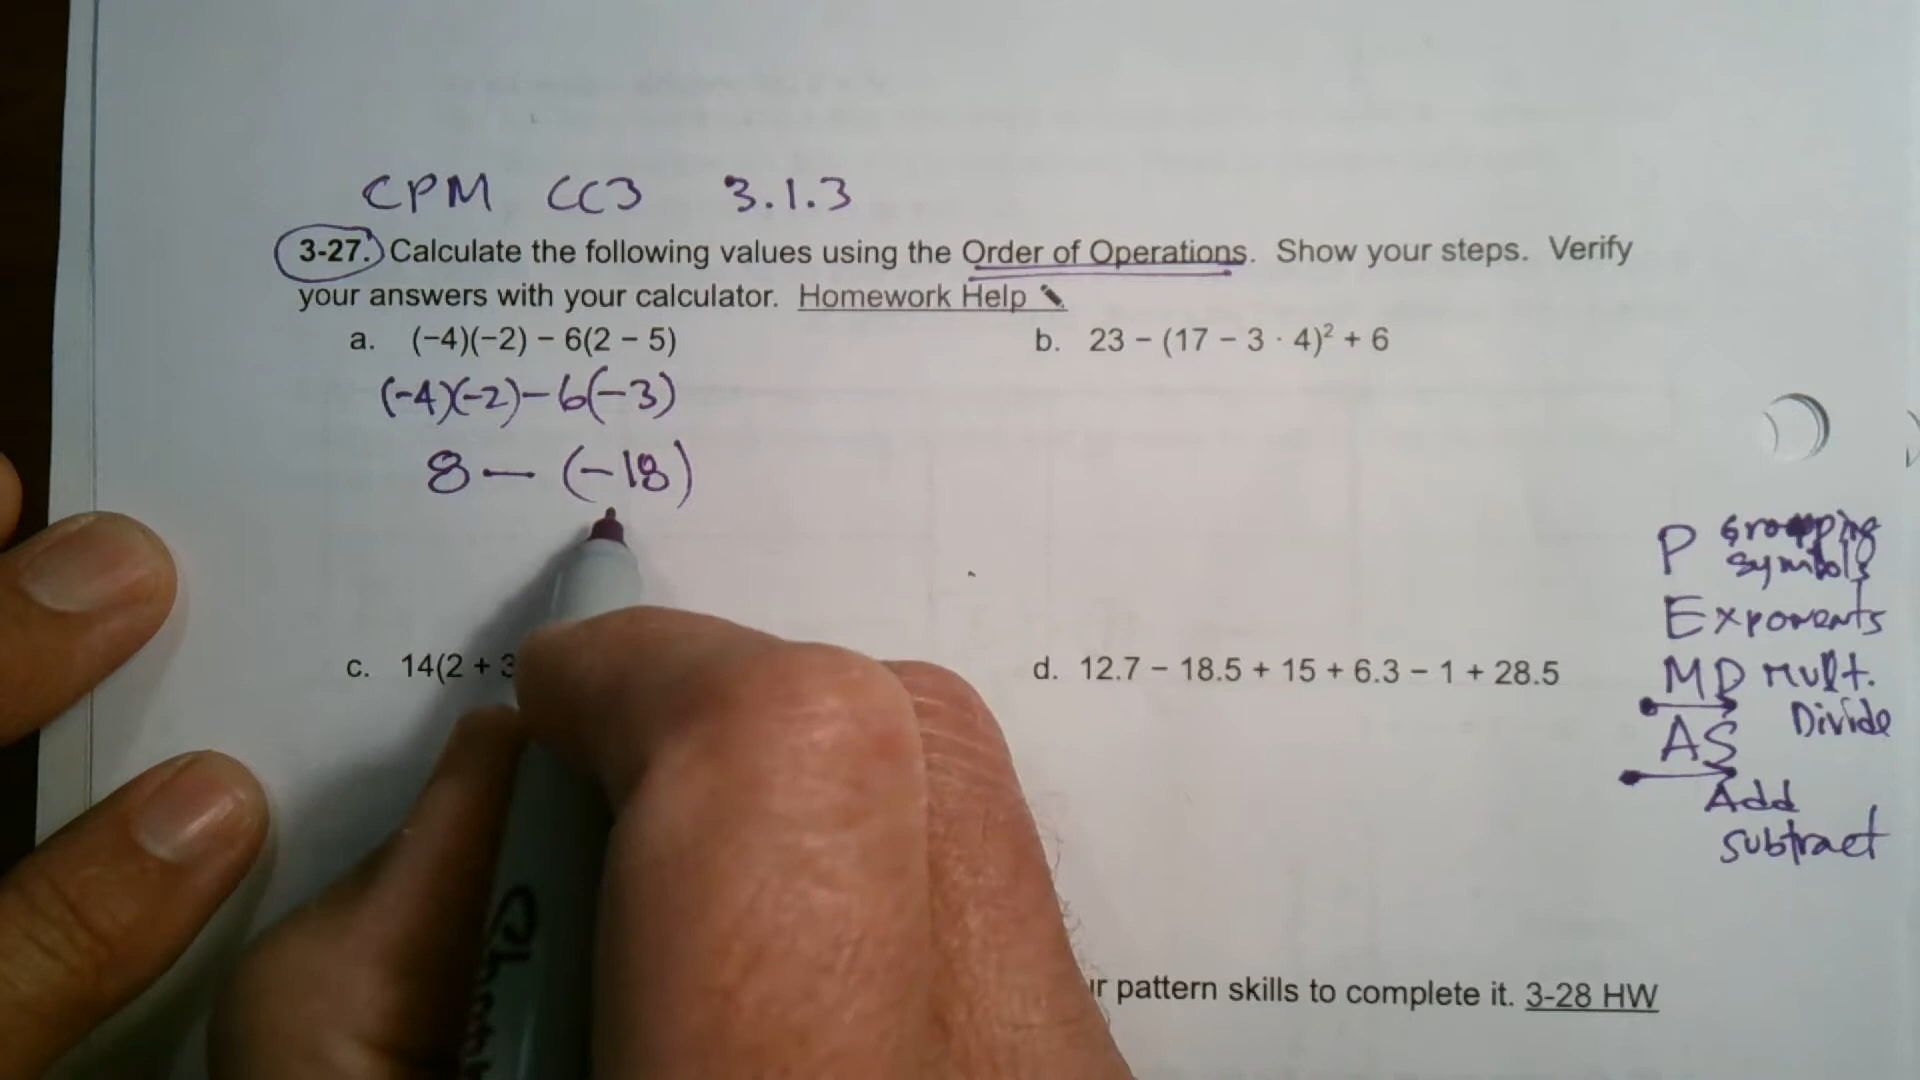 CPM CC3 3.1.3
3-27. Calculate the following values using the Order of Operations. Show your steps. Verify
your answers with your calculator. Homework Help
a. (−4)(−2) − 6(2 − 5)
b. 23 − (17 − 3 · 4)² + 6
(-4)(-2)-6(-3)
8 — (-18)
P Grouping
symbols
Exponents
MD mult.
Divide
AS
Add
subtract
c. 14(2 + 3
d. 12.7 − 18.5 + 15 + 6.3 − 1 + 28.5
pattern skills to complete it. 3-28 HW